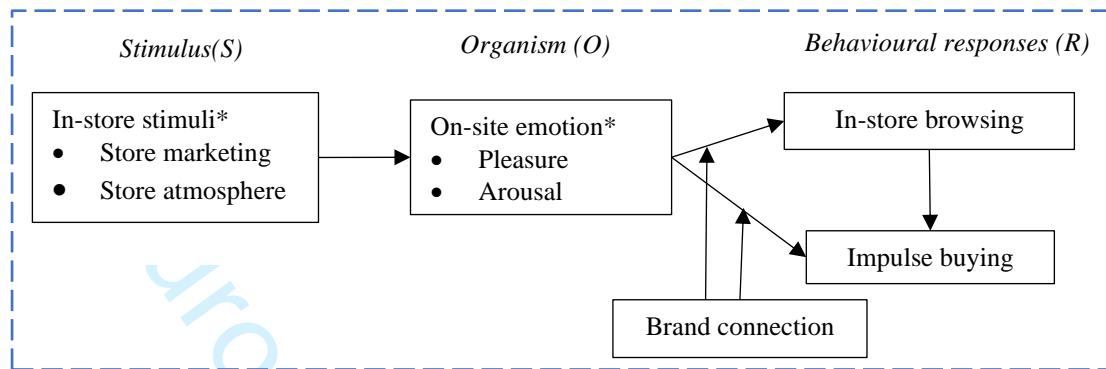 Stimulus(S)
Organism (O)
Behavioural responses (R)
In-store stimuli*
• Store marketing
• Store atmosphere
On-site emotion*
• Pleasure
• Arousal
In-store browsing
Impulse buying
Brand connection